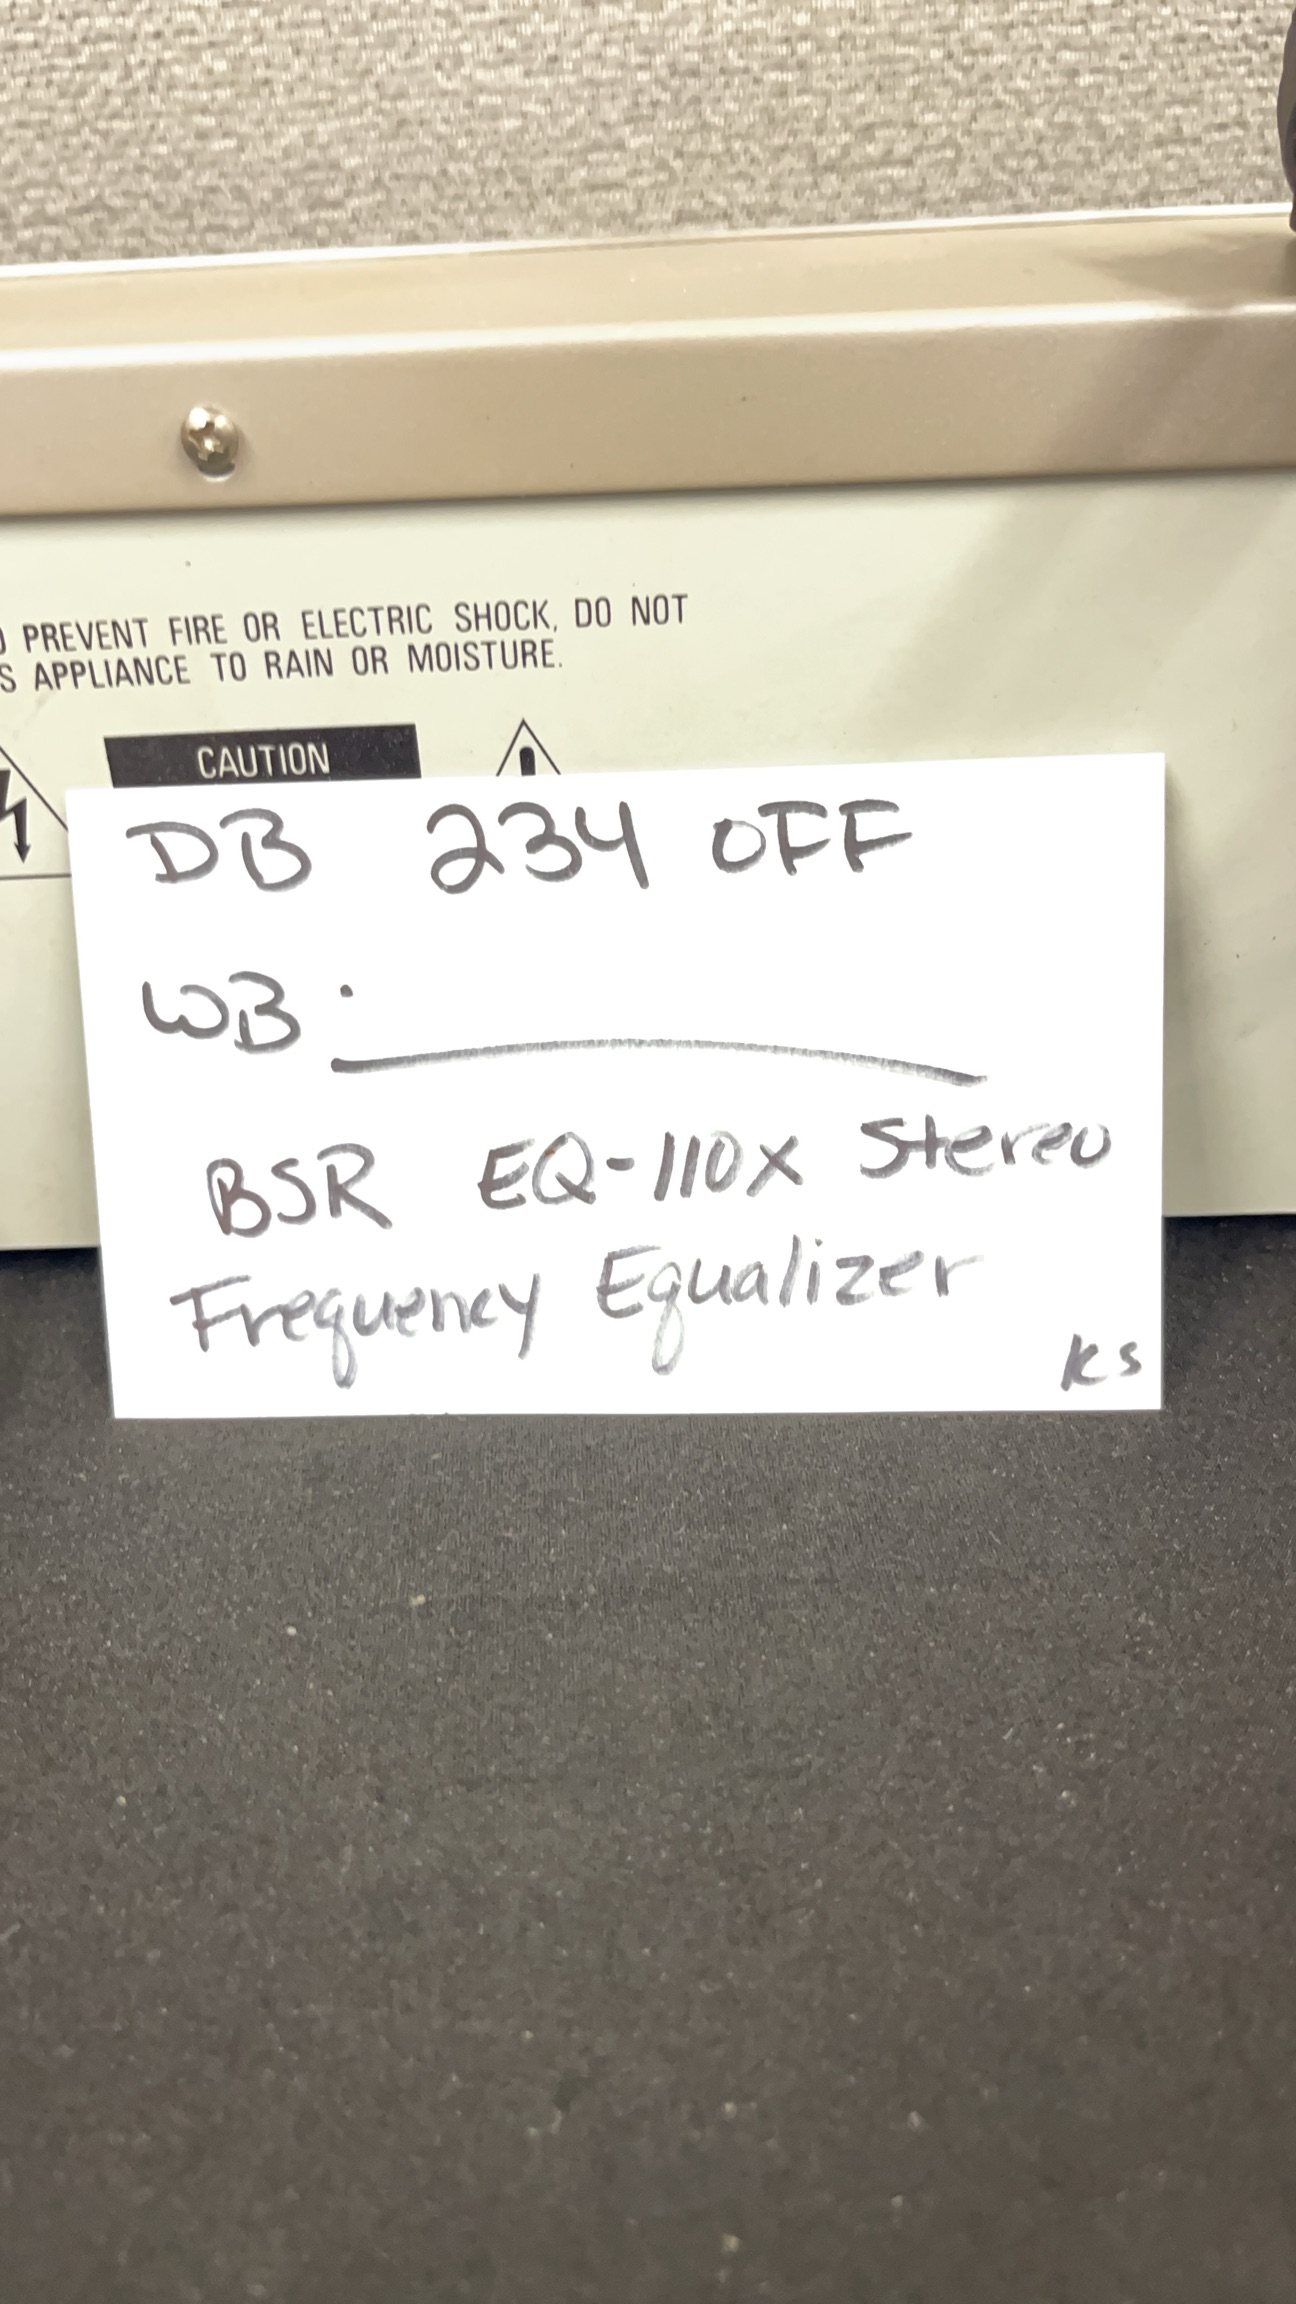 PREVENT FIRE OR ELECTRIC SHOCK, DO NOT
S APPLIANCE TO RAIN OR MOISTURE.
CAUTION
DB 234 OFF
WB:
BSR EQ-110X Stereo
Frequency Equalizer
KS